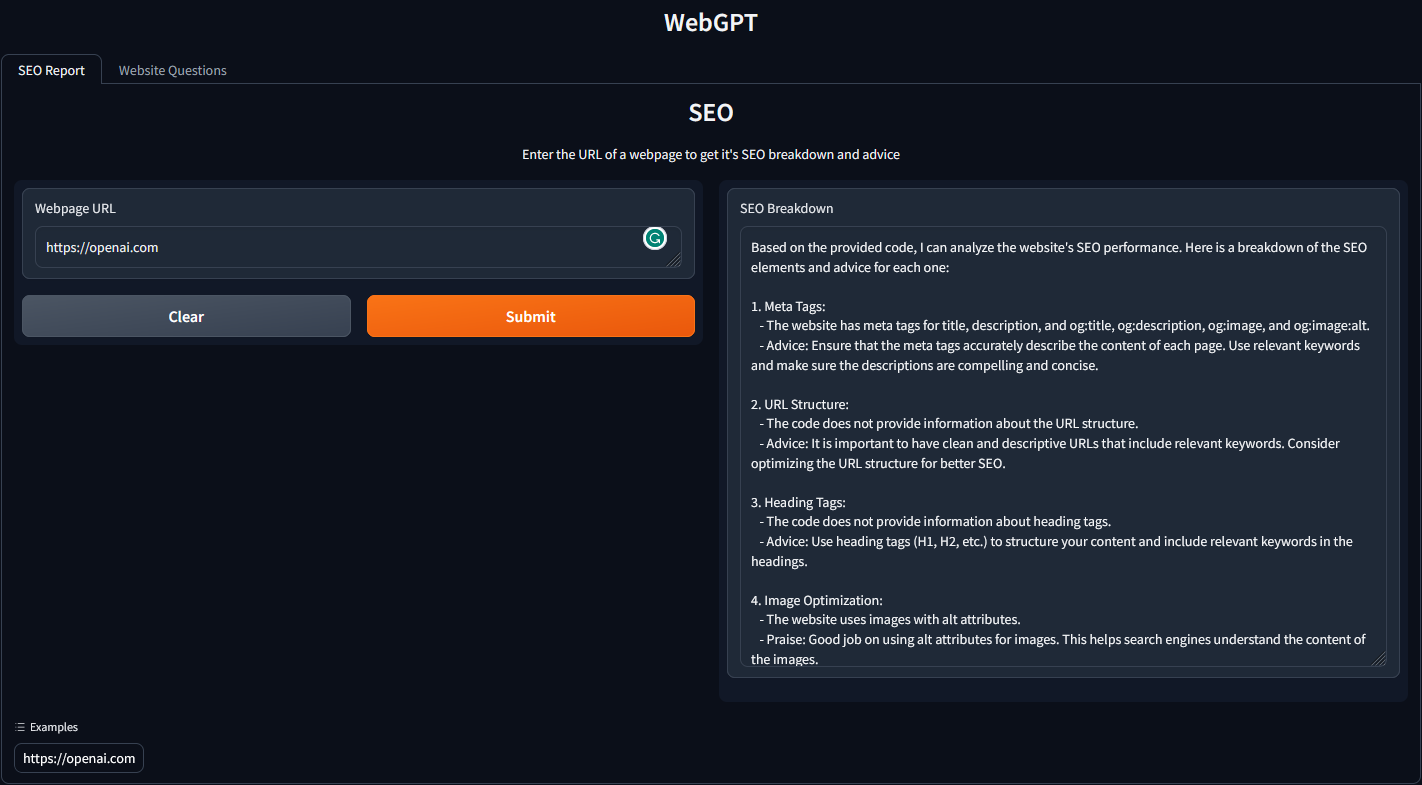 WebGPT
SEO Report
Website Questions
SEO
Enter the URL of a webpage to get it's SEO breakdown and advice
Webpage URL
https://openai.com
Clear
Submit
SEO Breakdown
Based on the provided code, I can analyze the website's SEO performance. Here is a breakdown of the SEO
elements and advice for each one:
1. Meta Tags:
- The website has meta tags for title, description, and og:title, og:description, og:image, and og:image:alt.
- Advice: Ensure that the meta tags accurately describe the content of each page. Use relevant keywords
and make sure the descriptions are compelling and concise.
2. URL Structure:
- The code does not provide information about the URL structure.
- Advice: It is important to have clean and descriptive URLs that include relevant keywords. Consider
optimizing the URL structure for better SEO.
3. Heading Tags:
- The code does not provide information about heading tags.
- Advice: Use heading tags (H1, H2, etc.) to structure your content and include relevant keywords in the
headings.
4. Image Optimization:
- The website uses images with alt attributes.
- Praise: Good job on using alt attributes for images. This helps search engines understand the content of
the images.
Examples
https://openai.com